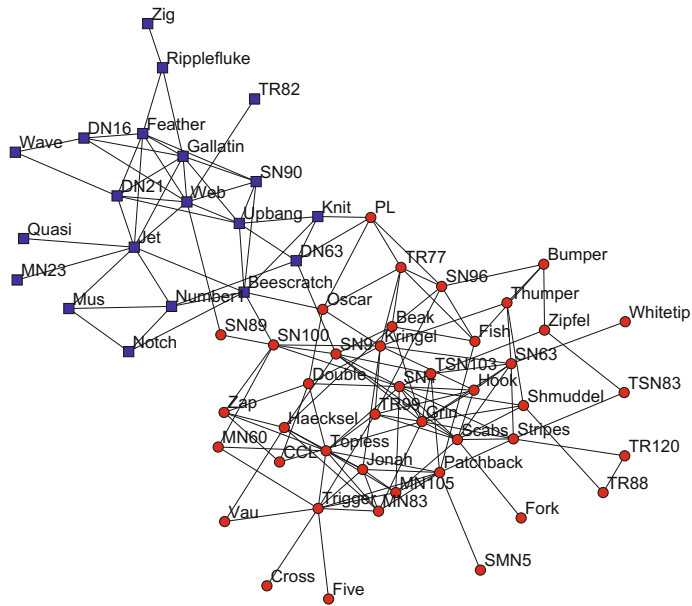 Zig
Ripplefluke
TR82
DN16
Feather
Wave
Gallatin
SN90
DN21
Web
Quasi
Jet
Upbang
Knit
PL
MN23
DN63
TR77
Bumper
SN96
Mus
Number1
Beescratch
Oscar
Thumper
Notch
SN89
SN100
Beak
Kringel
Fish
Zipfel
Whitetip
SN9
TSN103
SN63
Double
SN4
Hook
TSN83
Zap
Haecksel
TR99
Grin
Shmuddel
MN60
CCL
Topless
Scabs
Stripes
Jonah
Patchback
TR120
Vau
Trigger
MN105
MN83
Fork
TR88
Cross
Five
SMN5